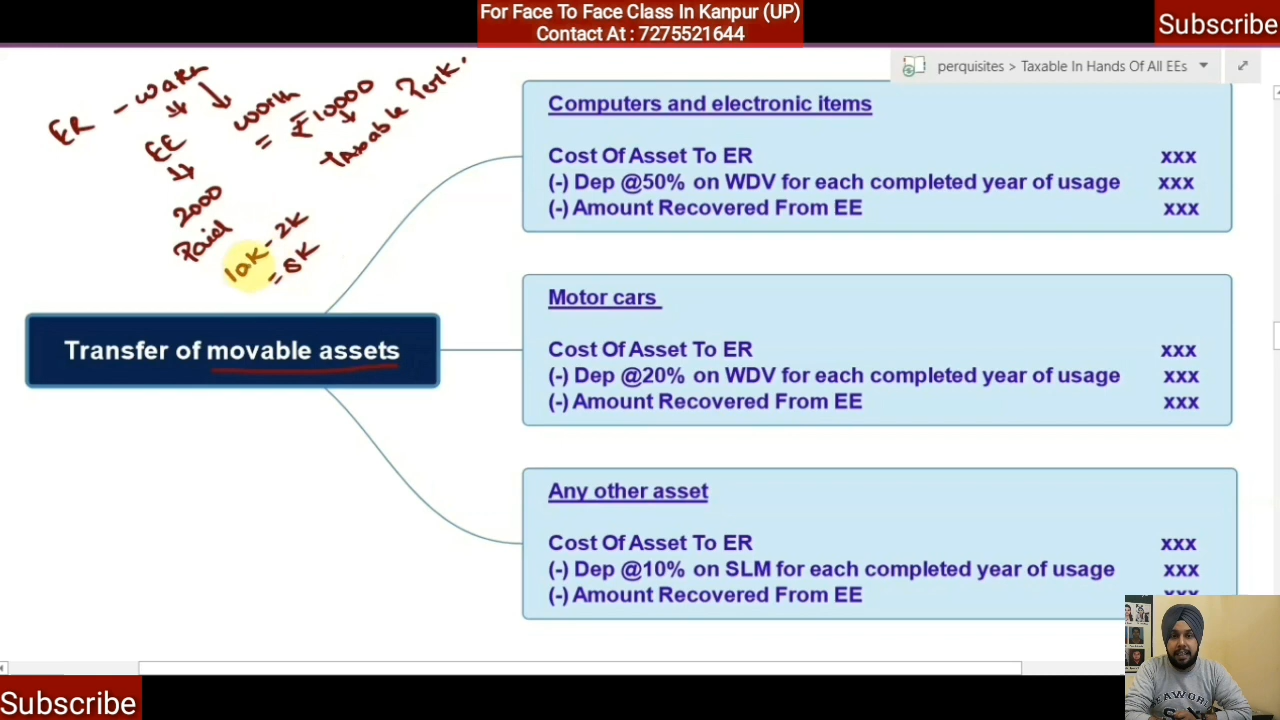 For Face To Face Class In Kanpur (UP)
Contact At : 7275521644
Subscribe
perquisites > Taxable In Hands Of All EEs
ER - watch
EE
2000
Paid
worth
= ₹10000
Taxable Perk.
10K - 2K
= 8K
Transfer of movable assets
Computers and electronic items
Cost Of Asset To ER xxx
(-) Dep @50% on WDV for each completed year of usage xxx
(-) Amount Recovered From EE xxx
Motor cars
Cost Of Asset To ER xxx
(-) Dep @20% on WDV for each completed year of usage xxx
(-) Amount Recovered From EE xxx
Any other asset
Cost Of Asset To ER xxx
(-) Dep @10% on SLM for each completed year of usage xxx
(-) Amount Recovered From EE xxx
Subscribe